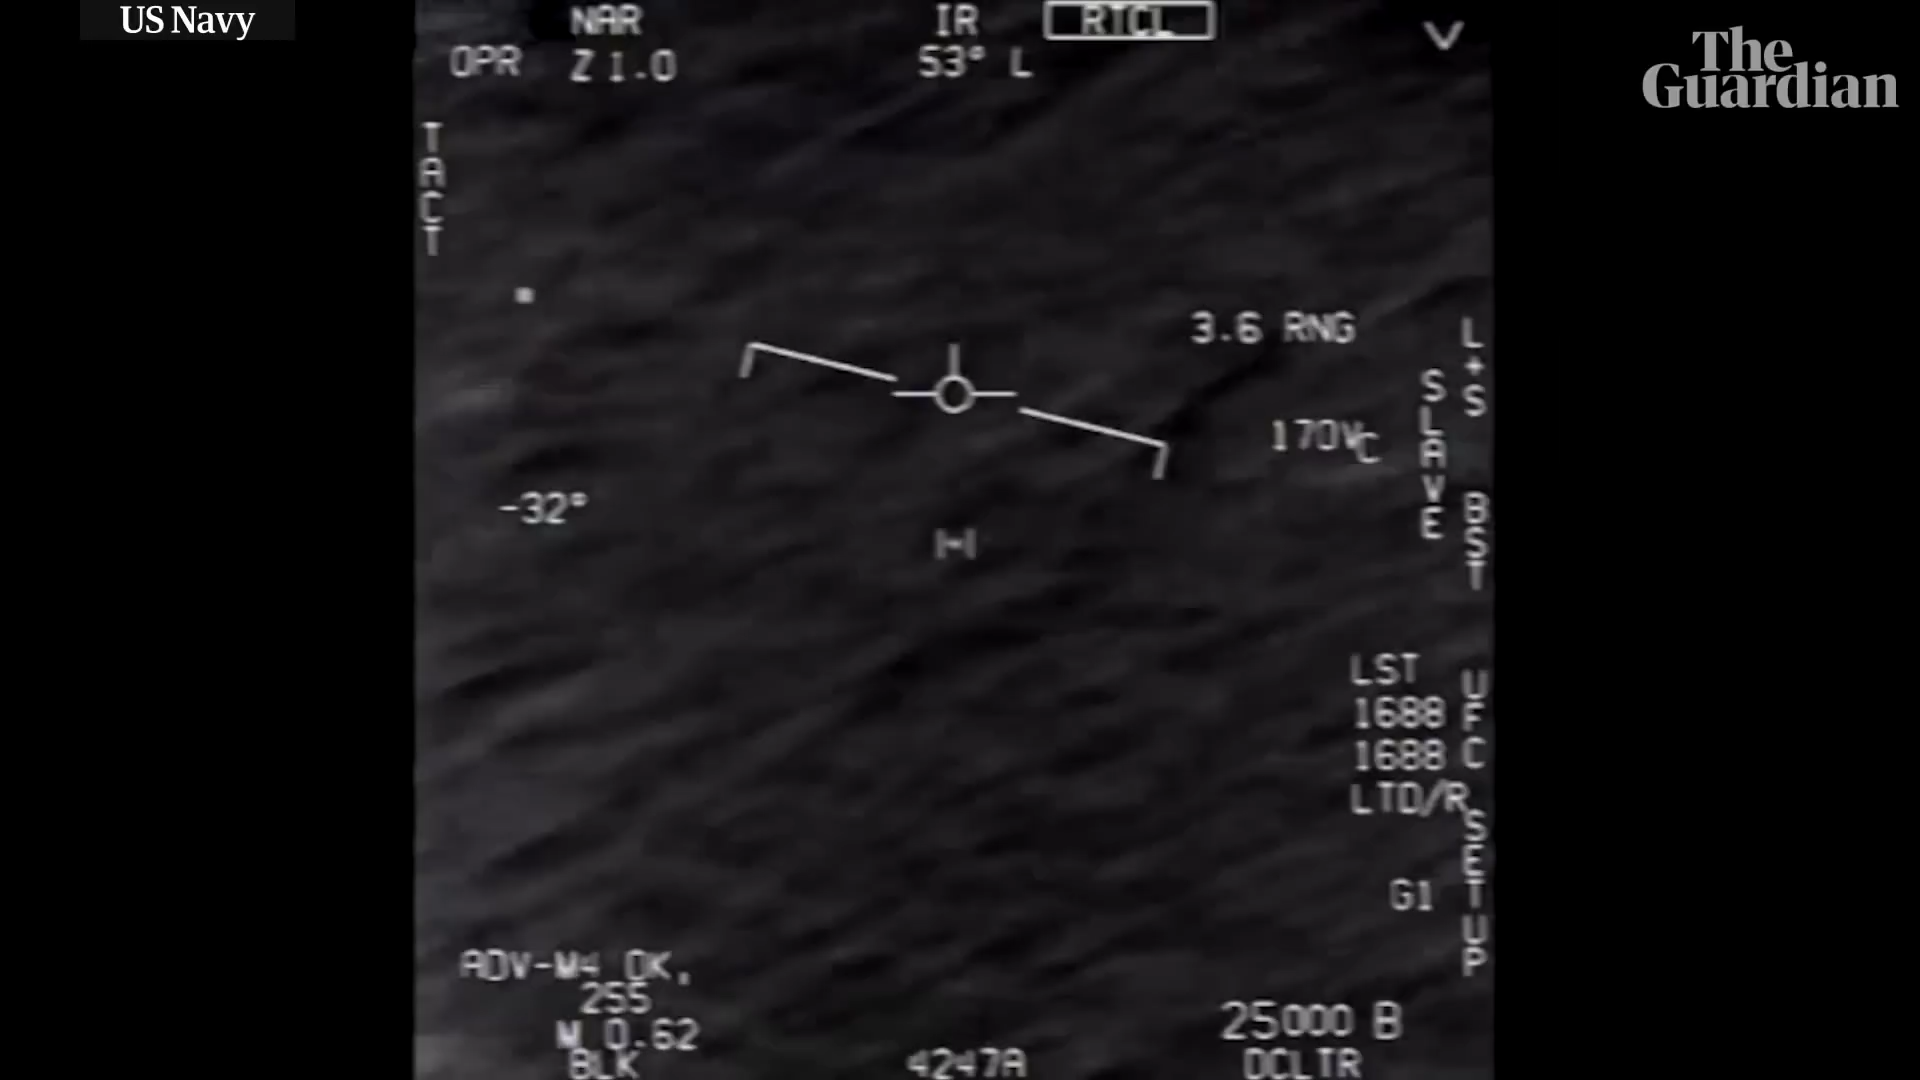 US Navy
The
Guardian
NAR
IR
RTCL
OPR
Z 1.0
53° L
V
TACT
3.6 RNG
L+S
SLAVE
170Vc
-32°
BST
LST
1688
1688
UFC
LTD/R
SETUP
G1
ADV-M4 OK,
255
M 0.62
25000 B
BLK
4247A
DCLTR